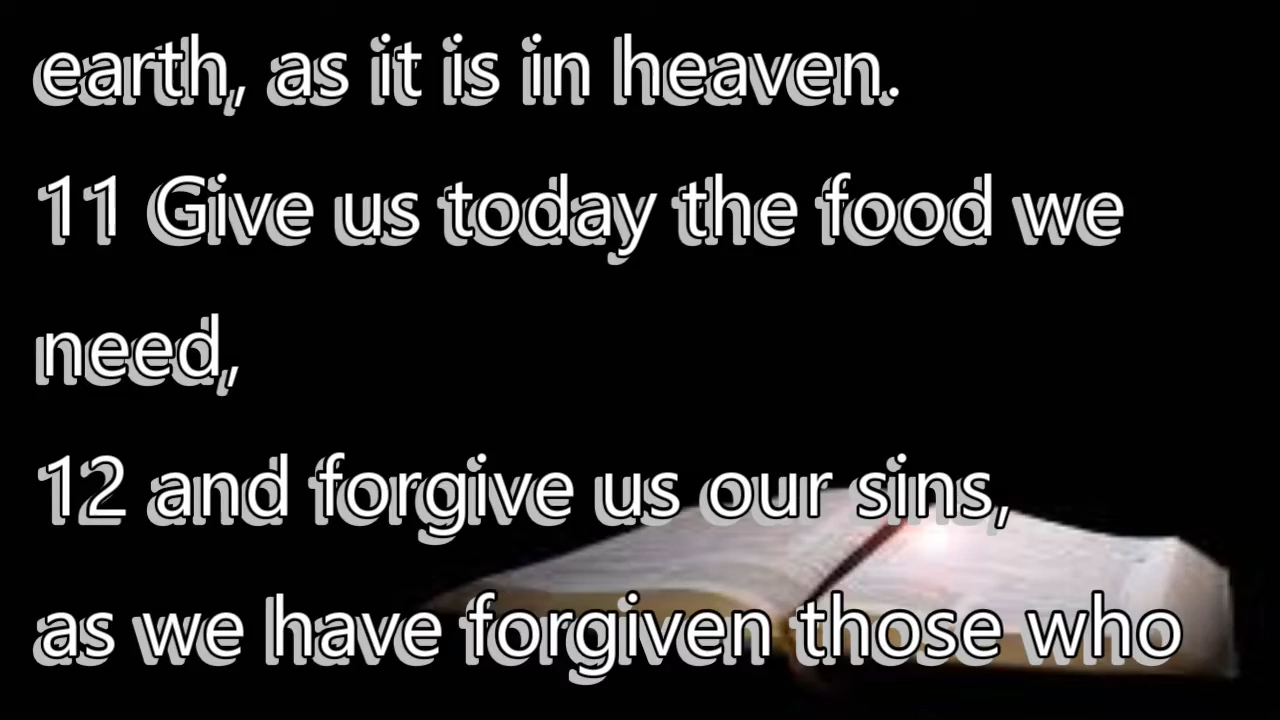 earth, as it is in heaven.
11 Give us today the food we
need,
12 and forgive us our sins,
as we have forgiven those who